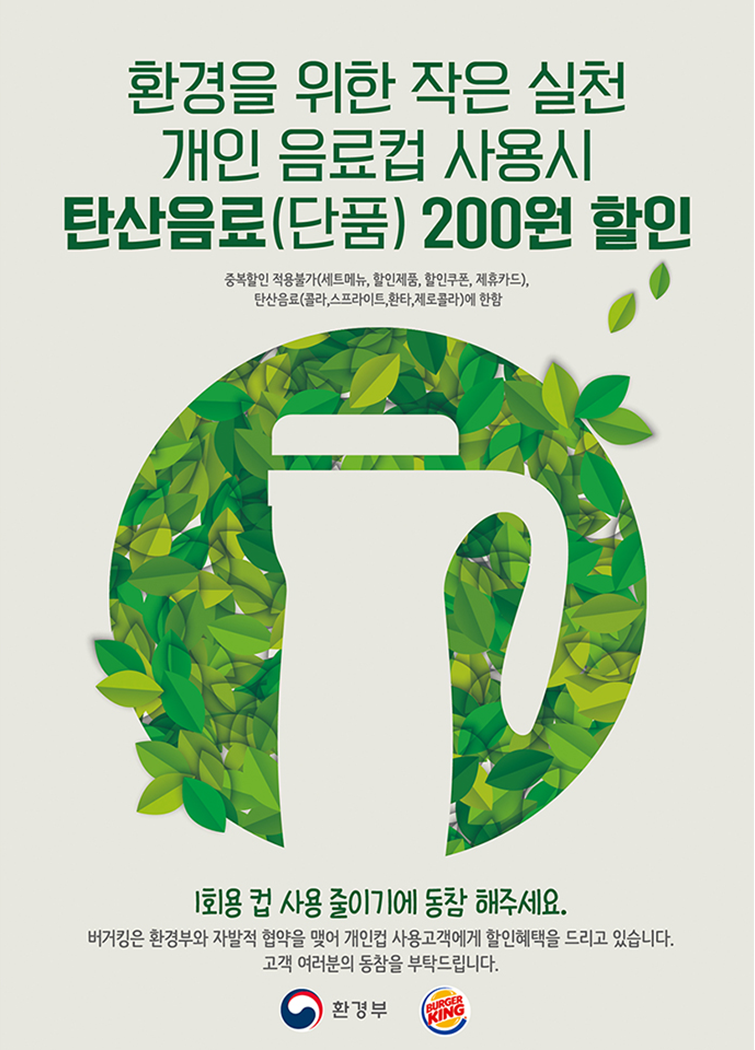 환경을 위한 작은 실천
개인 음료컵 사용시
탄산음료(단품) 200원 할인
중복할인 적용불가(세트메뉴, 할인제품, 할인쿠폰, 제휴카드),
탄산음료(콜라,스프라이트,환타,제로콜라)에 한함
1회용 컵 사용 줄이기에 동참 해주세요.
버거킹은 환경부와 자발적 협약을 맺어 개인컵 사용고객에게 할인혜택을 드리고 있습니다.
고객 여러분의 동참을 부탁드립니다.
환경부
BURGER
KING